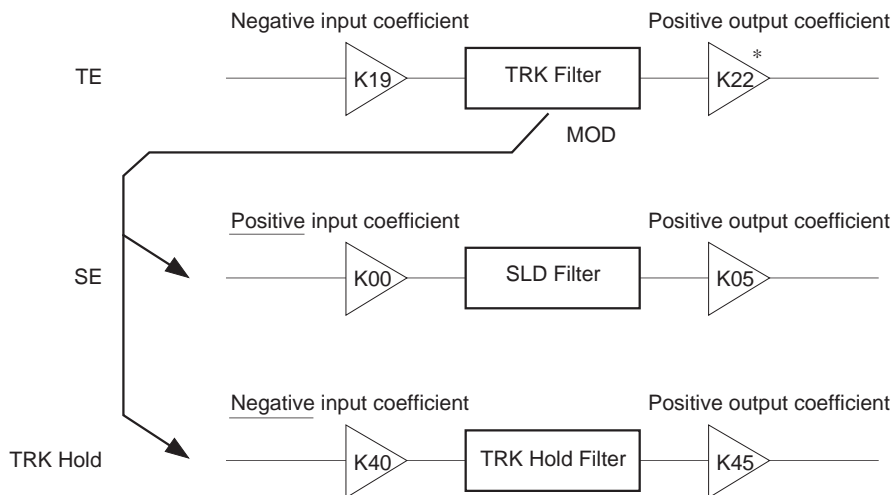 Negative input coefficient
Positive output coefficient
TE
K19
TRK Filter
K22
*
MOD
Positive input coefficient
Positive output coefficient
SE
K00
SLD Filter
K05
Negative input coefficient
Positive output coefficient
TRK Hold
K40
TRK Hold Filter
K45